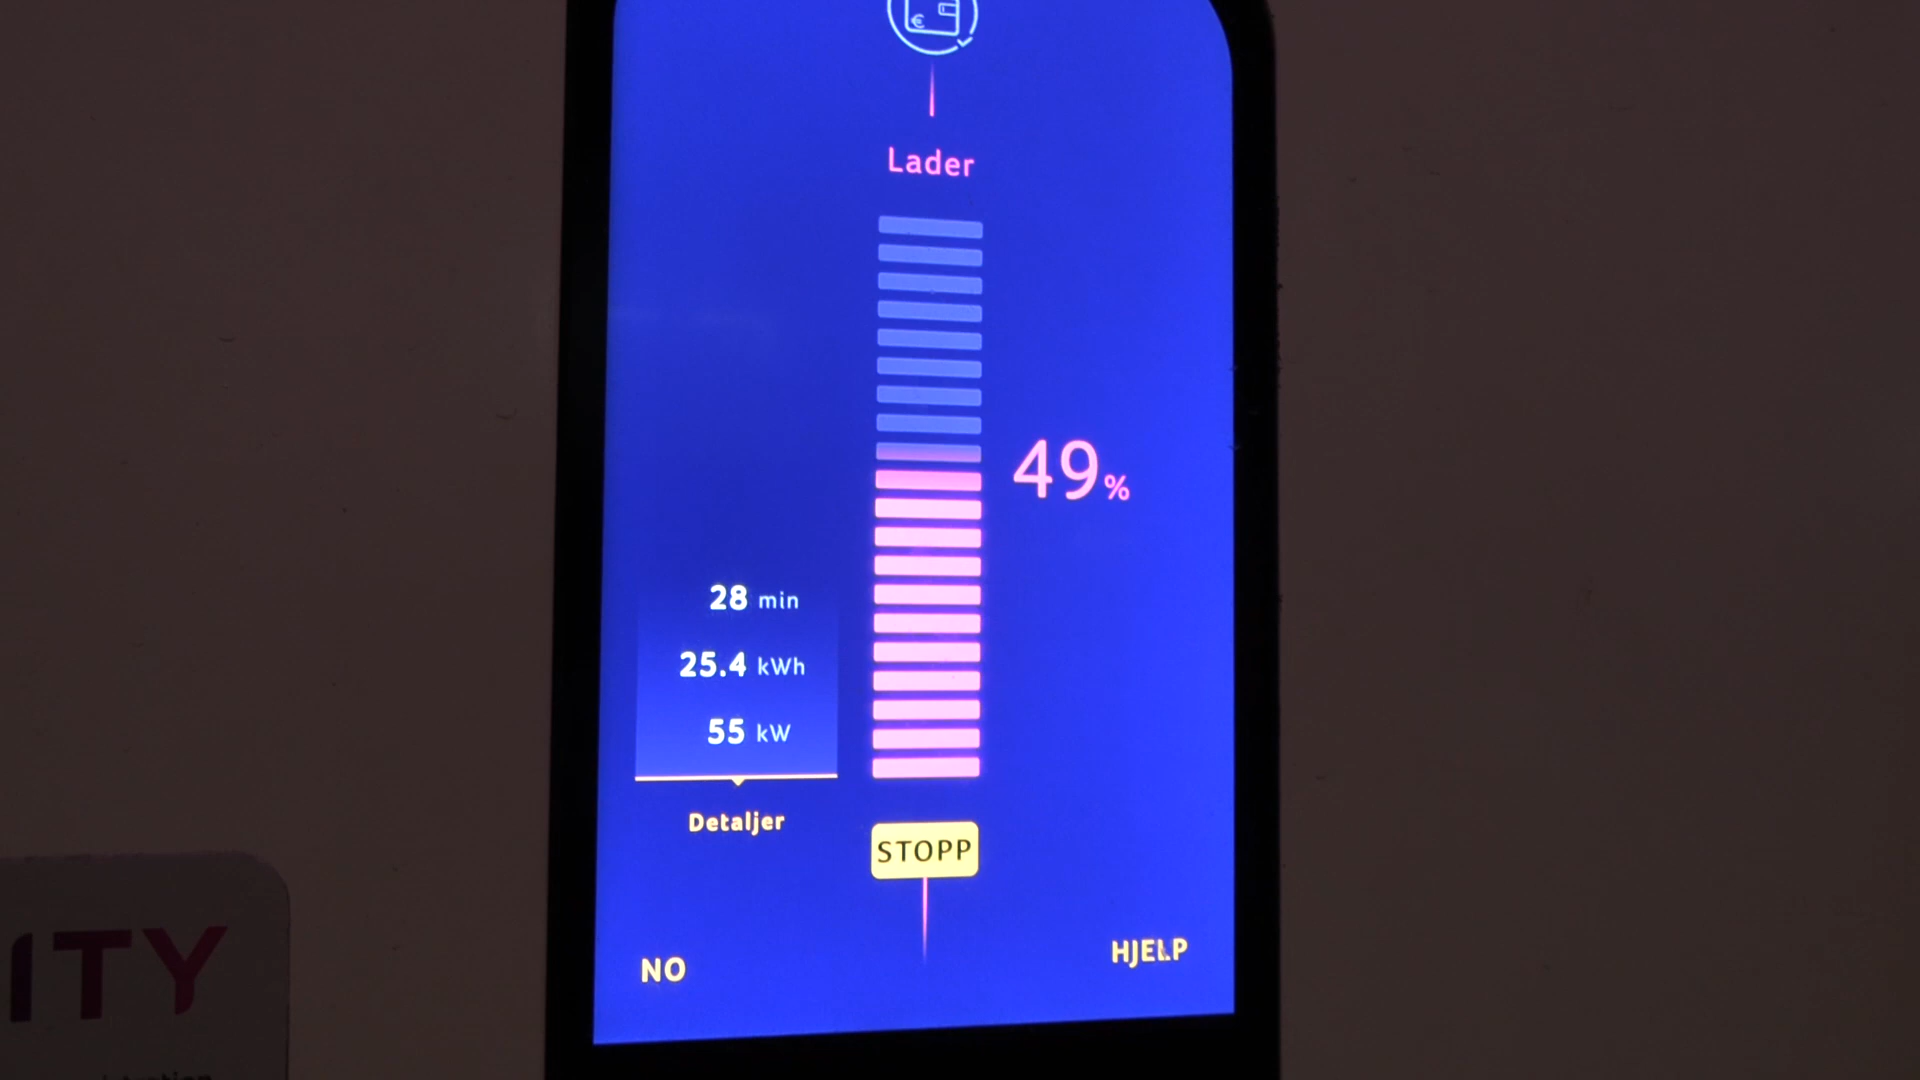 Lader
49%
28 min
25.4 kWh
55 kW
Detaljer
STOPP
NO
HJELP
ITY